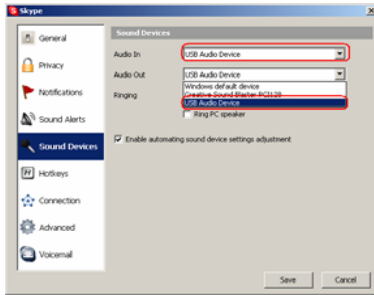 Skype
General
Privacy
Notifications
Sound Alerts
Sound Devices
Hotkeys
Connection
Advanced
Voicemail
Sound Devices
Audio In
USB Audio Device
Audio Out
USB Audio Device
Windows default device
Creative Sound Blaster PCI128
USB Audio Device
Ringing
Ring PC speaker
Enable automating sound device settings adjustment
Save
Cancel